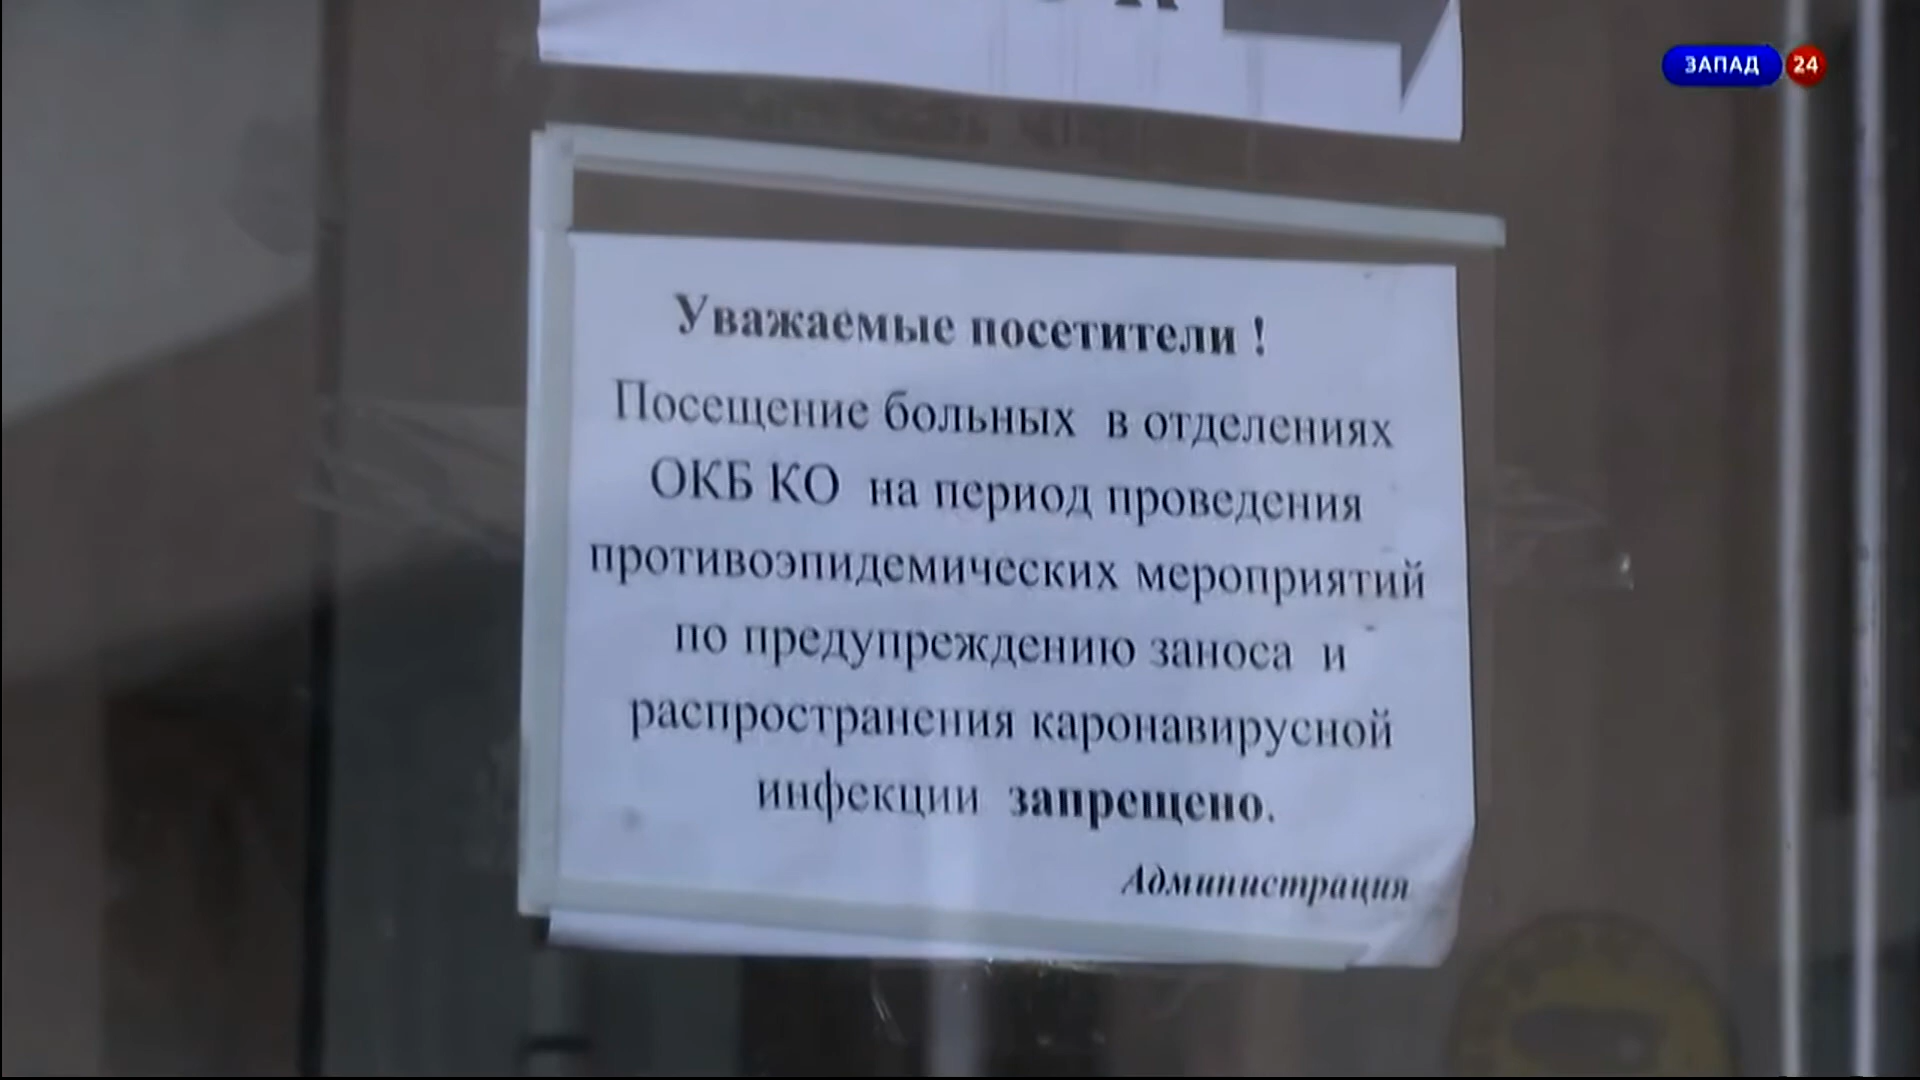 ЗАПАД 24
Уважаемые посетители !
Посещение больных в отделениях
ОКБ КО на период проведения
противоэпидемических мероприятий
по предупреждению заноса и
распространения каронавирусной
инфекции запрещено.
Администрация